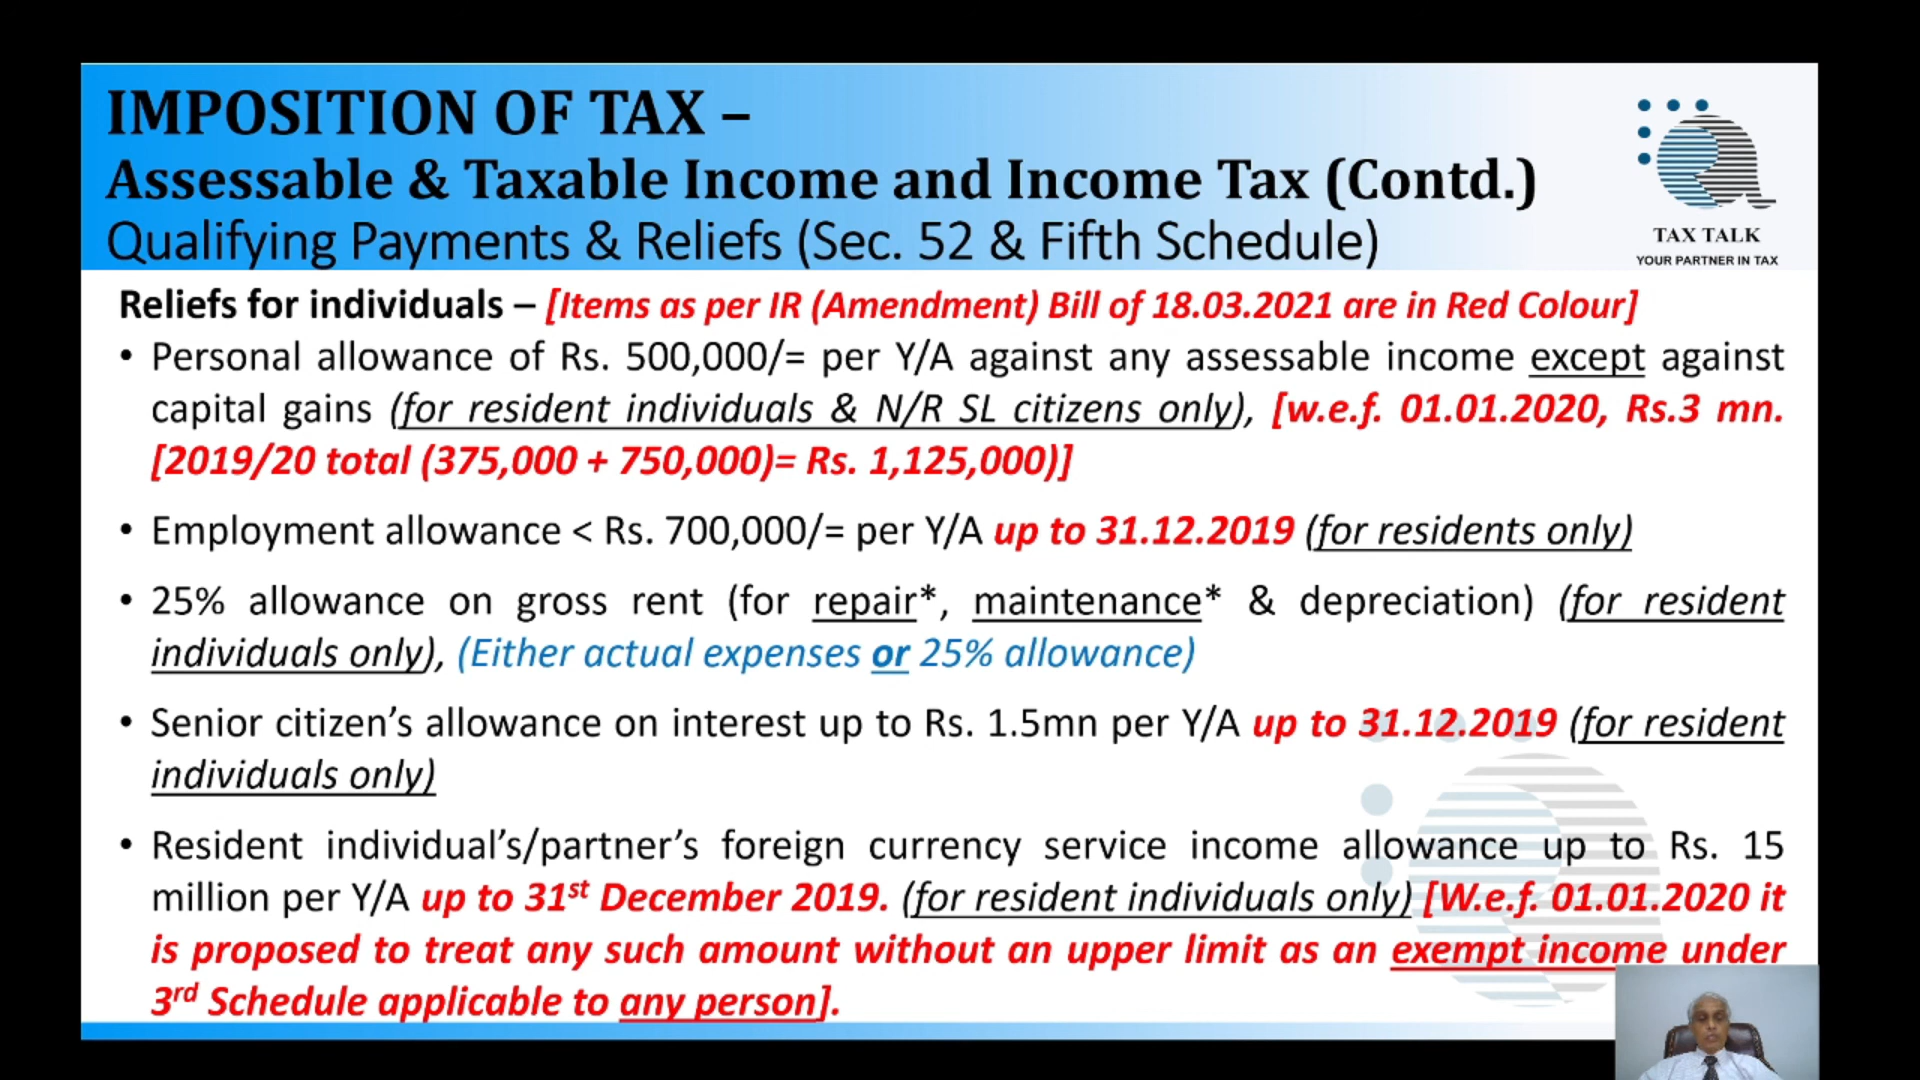 IMPOSITION OF TAX –
Assessable & Taxable Income and Income Tax (Contd.)
Qualifying Payments & Reliefs (Sec. 52 & Fifth Schedule)
TAX TALK
YOUR PARTNER IN TAX
Reliefs for individuals – [Items as per IR (Amendment) Bill of 18.03.2021 are in Red Colour]
• Personal allowance of Rs. 500,000/= per Y/A against any assessable income except against
capital gains (for resident individuals & N/R SL citizens only), [w.e.f. 01.01.2020, Rs.3 mn.
[2019/20 total (375,000 + 750,000)= Rs. 1,125,000)]
• Employment allowance < Rs. 700,000/= per Y/A up to 31.12.2019 (for residents only)
• 25% allowance on gross rent (for repair*, maintenance* & depreciation) (for resident
individuals only), (Either actual expenses or 25% allowance)
• Senior citizen’s allowance on interest up to Rs. 1.5mn per Y/A up to 31.12.2019 (for resident
individuals only)
• Resident individual’s/partner’s foreign currency service income allowance up to Rs. 15
million per Y/A up to 31st December 2019. (for resident individuals only) [W.e.f. 01.01.2020 it
is proposed to treat any such amount without an upper limit as an exempt income under
3rd Schedule applicable to any person].